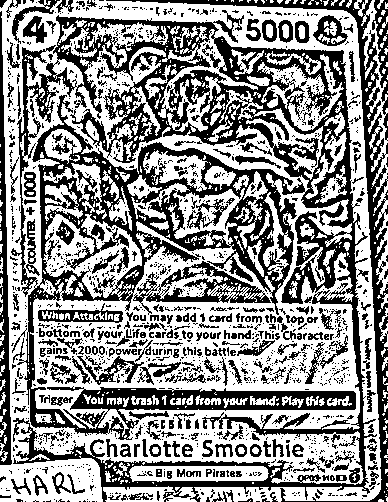 4 5000
COUNTER +1000
When Attacking You may add 1 card from the top or
bottom of your Life cards to your hand: This Character
gains +2000 power during this battle.
Trigger You may trash 1 card from your hand: Play this card.
CHARACTER
Charlotte Smoothie
Big Mom Pirates
CHARL